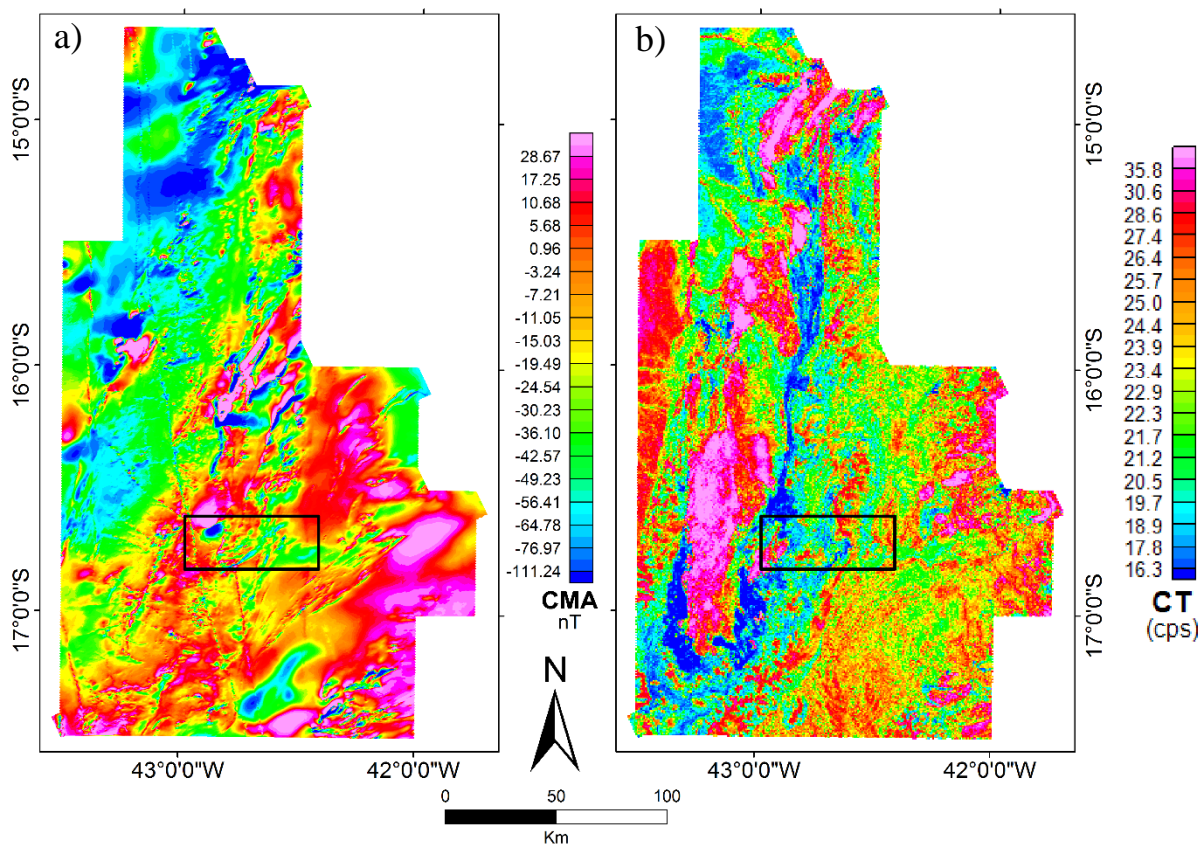 a)
b)
15°0'0"S
16°0'0"S
17°0'0"S
43°0'0"W
42°0'0"W
28.67
17.25
10.68
5.68
0.96
-3.24
-7.21
-11.05
-15.03
-19.49
-24.54
-30.23
-36.10
-42.57
-49.23
-56.41
-64.78
-76.97
-111.24
CMA
nT
N
0
50
100
Km
43°0'0"W
42°0'0"W
15°0'0"S
16°0'0"S
17°0'0"S
35.8
30.6
28.6
27.4
26.4
25.7
25.0
24.4
23.9
23.4
22.9
22.3
21.7
21.2
20.5
19.7
18.9
17.8
16.3
CT
(cps)